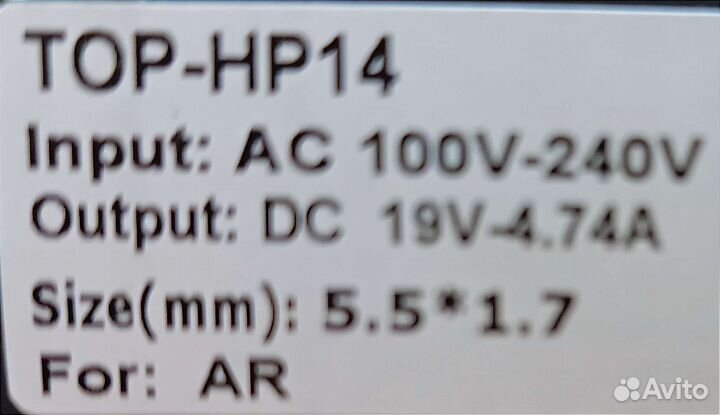 TOP-HP14
Input: AC 100V-240V
Output: DC 19V-4.74A
Size(mm): 5.5*1.7
For: AR
Avito